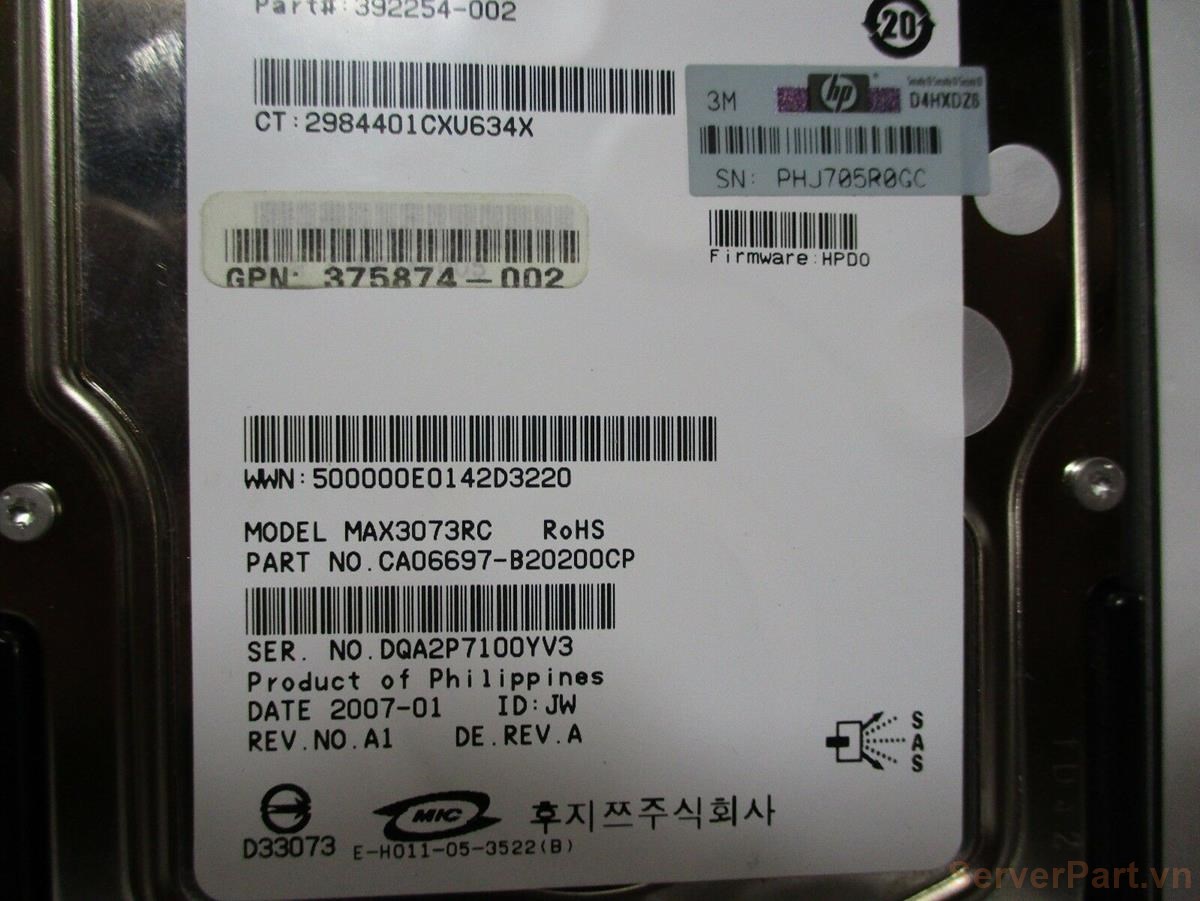 Part#:392254-002
20
CT:2984401CXU634X
3M hp D4HXDZ6
SN: PHJ705R0GC
GPN: 375874-002
Firmware:HPD0
WWN:500000E0142D3220
MODEL MAX3073RC RoHS
PART NO.CA06697-B20200CP
SER. NO.DQA2P7100YV3
Product of Philippines
DATE 2007-01 ID:JW
REV.NO.A1 DE.REV.A
SAS
MIC 후지쯔주식회사
D33073 E-H011-05-3522(B)
ServerPart.vn